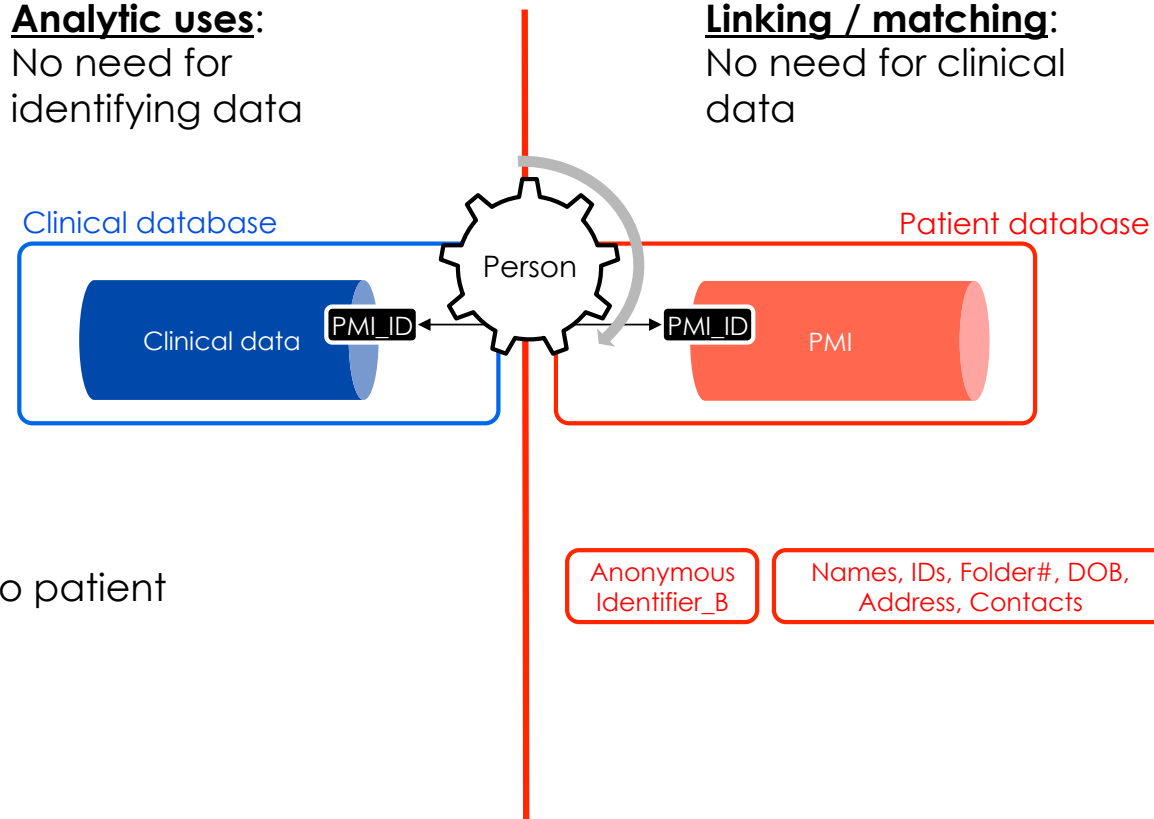 Analytic uses:
No need for
identifying data
Linking / matching:
No need for clinical
data
Clinical database
Patient database
Person
Clinical data
PMI_ID
PMI_ID
PMI
o patient
Anonymous
Identifier_B
Names, IDs, Folder#, DOB,
Address, Contacts